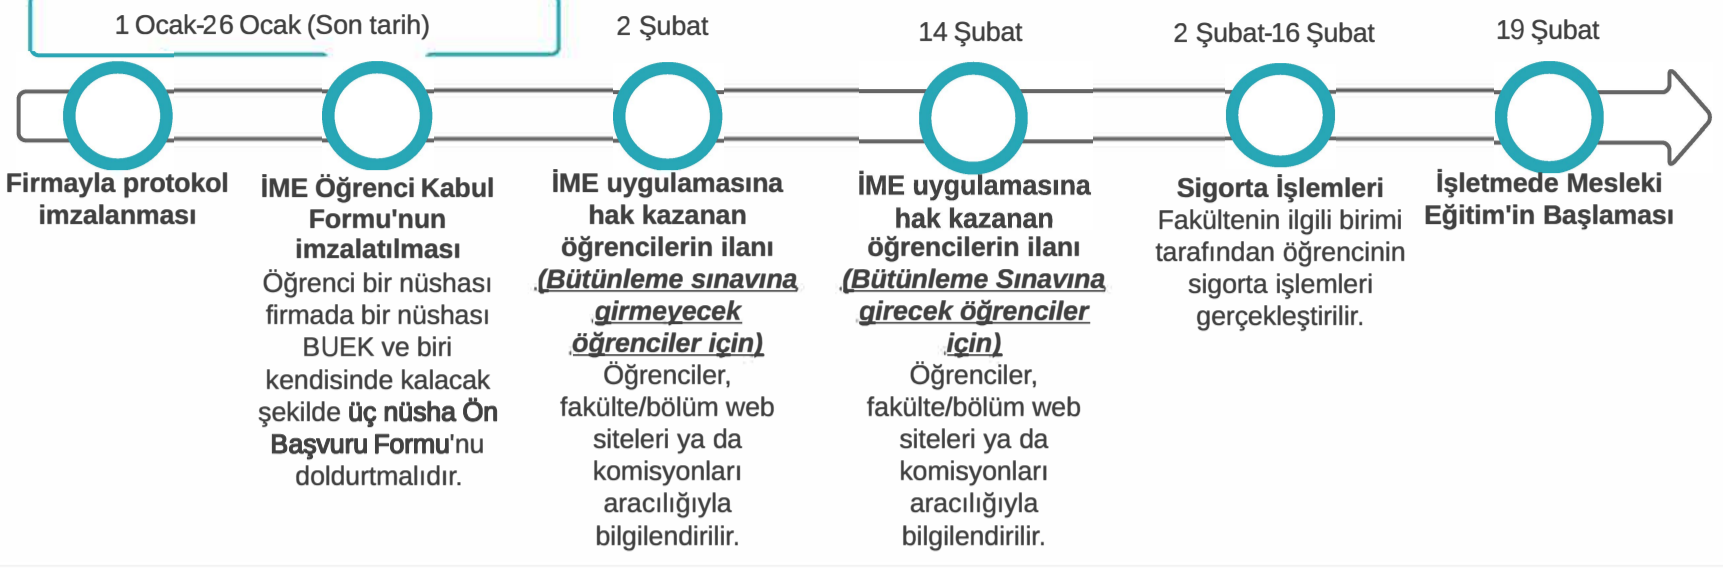 1 Ocak-26 Ocak (Son tarih)
2 Şubat
14 Şubat
2 Şubat-16 Şubat
19 Şubat
Firmayla protokol
imzalanması
İME Öğrenci Kabul
Formu'nun
imzalatılması
Öğrenci bir nüshası
firmada bir nüshası
BUEK ve biri
kendisinde kalacak
şekilde üç nüsha Ön
Başvuru Formu'nu
doldurtmalıdır.
İME uygulamasına
hak kazanan
öğrencilerin ilanı
(Bütünleme sınavına
girmeyecek
öğrenciler için)
Öğrenciler,
fakülte/bölüm web
siteleri ya da
komisyonları
aracılığıyla
bilgilendirilir.
İME uygulamasına
hak kazanan
öğrencilerin ilanı
(Bütünleme Sınavına
girecek öğrenciler
için)
Öğrenciler,
fakülte/bölüm web
siteleri ya da
komisyonları
aracılığıyla
bilgilendirilir.
Sigorta İşlemleri
Fakültenin ilgili birimi
tarafından öğrencinin
sigorta işlemleri
gerçekleştirilir.
İşletmede Mesleki
Eğitim'in Başlaması